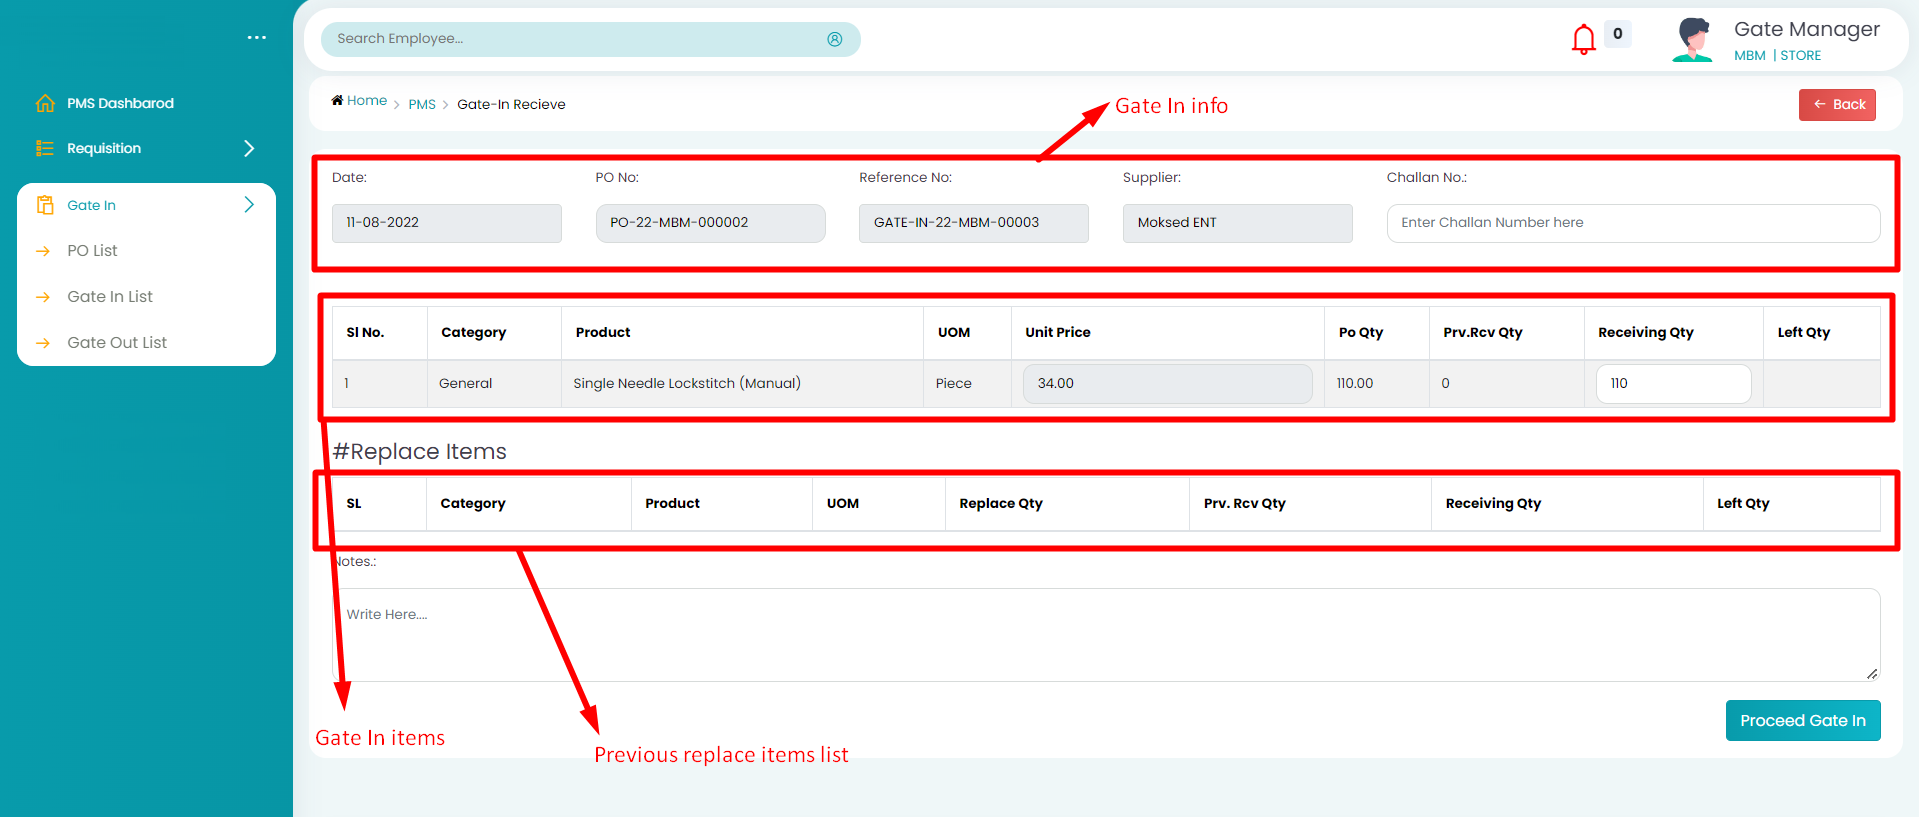 Search Employee...
0
Gate Manager
MBM | STORE
PMS Dashbarod
Requisition
Gate In
PO List
Gate In List
Gate Out List
Home > PMS > Gate-In Recieve
Gate In info
← Back
Date: PO No: Reference No: Supplier: Challan No.:
11-08-2022 PO-22-MBM-000002 GATE-IN-22-MBM-00003 Moksed ENT Enter Challan Number here
Sl No. Category Product UOM Unit Price Po Qty Prv.Rcv Qty Receiving Qty Left Qty
1 General Single Needle Lockstitch (Manual) Piece 34.00 110.00 0 110
#Replace Items
SL Category Product UOM Replace Qty Prv. Rcv Qty Receiving Qty Left Qty
Notes.:
Write Here....
Proceed Gate In
Gate In items
Previous replace items list